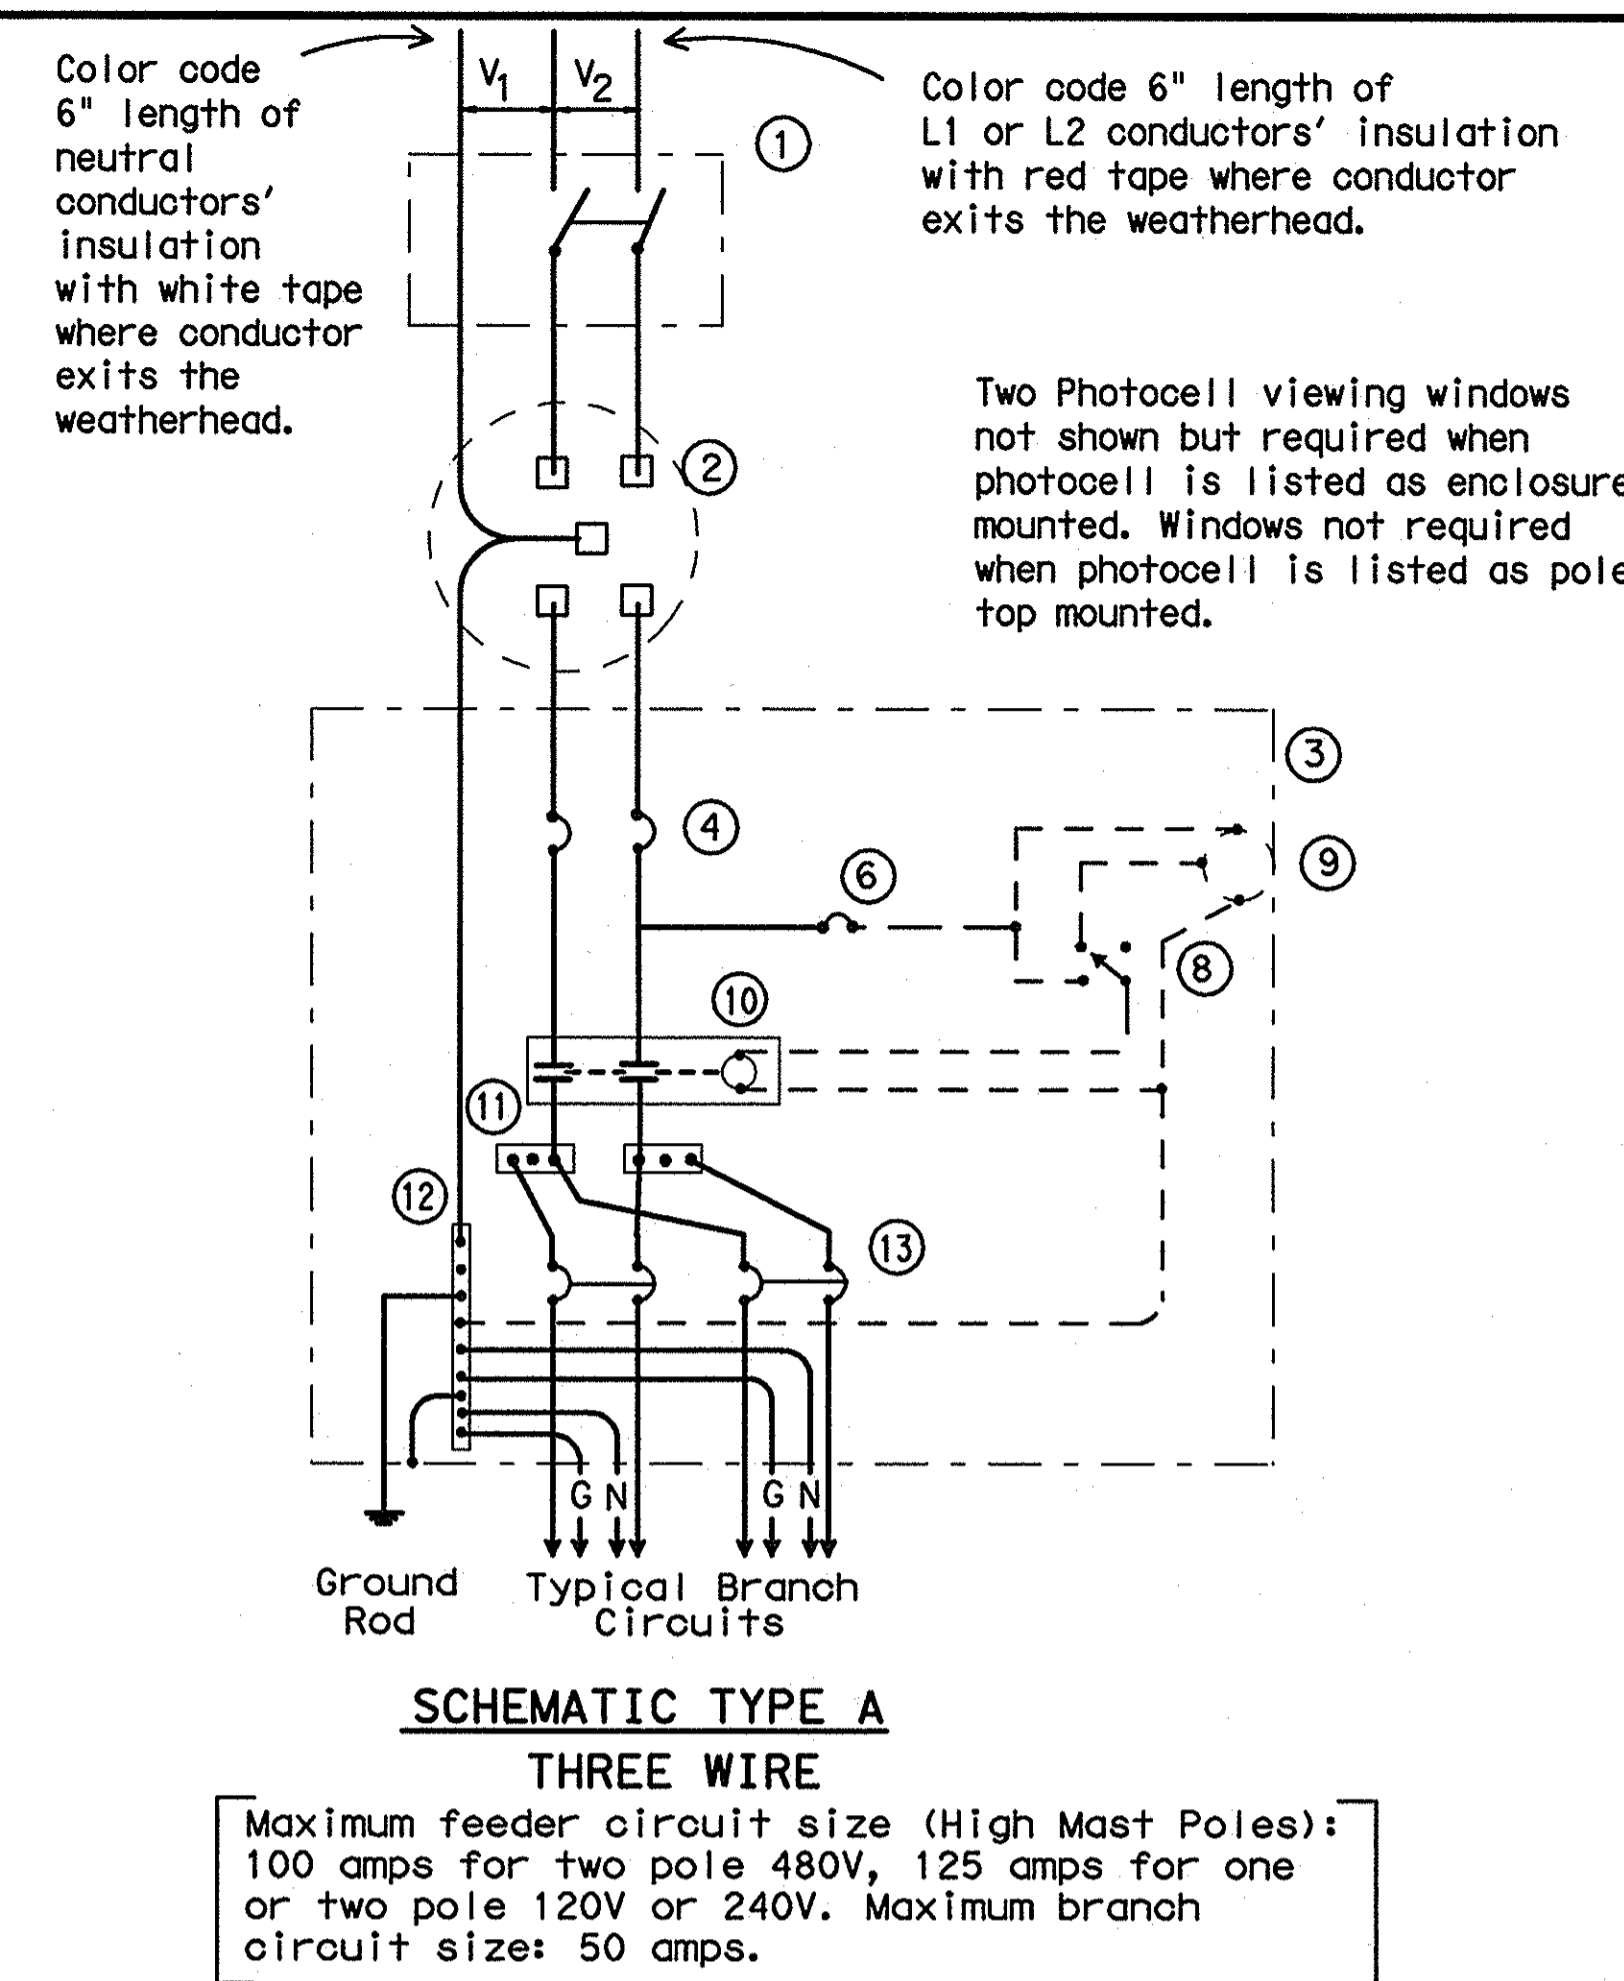 Color code
6" length of
neutral
conductors'
insulation
with white tape
where conductor
exits the
weatherhead.
V1
V2
1
Color code 6" length of
L1 or L2 conductors' insulation
with red tape where conductor
exits the weatherhead.
Two Photocell viewing windows
not shown but required when
photocell is listed as enclosure
mounted. Windows not required
when photocell is listed as pole
top mounted.
2
3
4
6
9
8
10
11
12
13
G N
G N
Ground
Rod
Typical Branch
Circuits
SCHEMATIC TYPE A
THREE WIRE
Maximum feeder circuit size (High Mast Poles):
100 amps for two pole 480V, 125 amps for one
or two pole 120V or 240V. Maximum branch
circuit size: 50 amps.